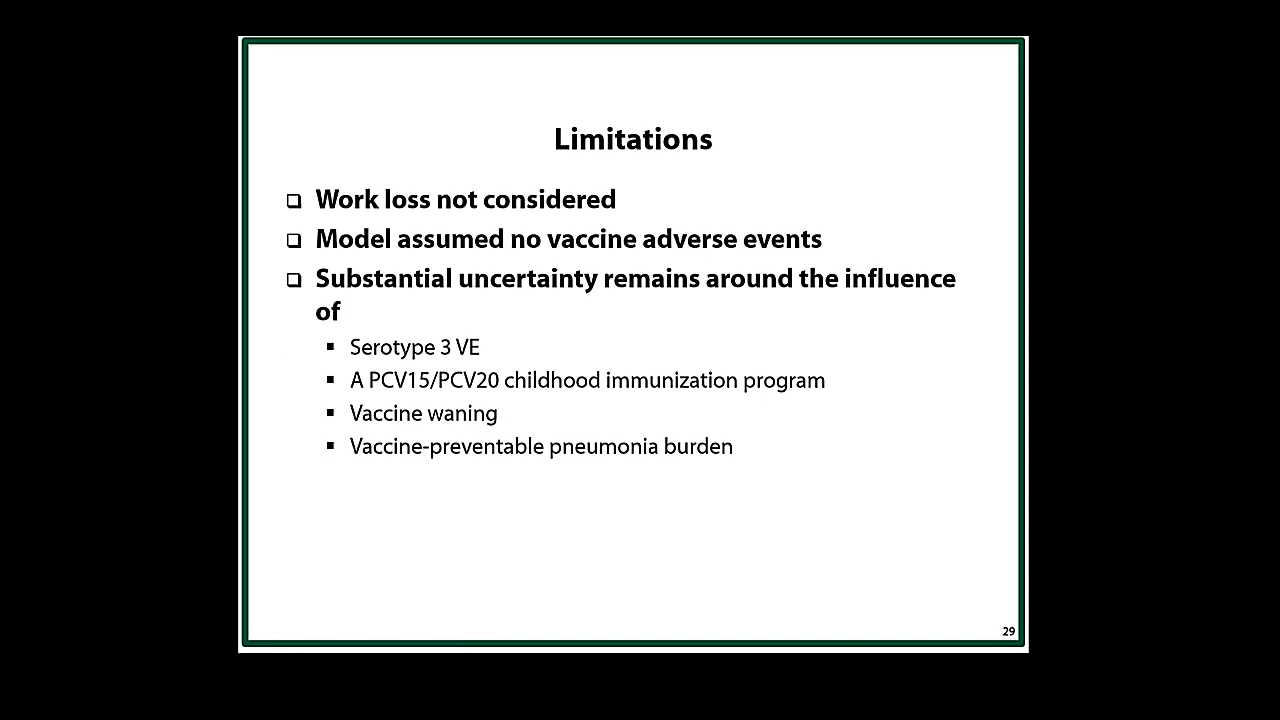 Limitations
❑ Work loss not considered
❑ Model assumed no vaccine adverse events
❑ Substantial uncertainty remains around the influence
of
▪ Serotype 3 VE
▪ A PCV15/PCV20 childhood immunization program
▪ Vaccine waning
▪ Vaccine-preventable pneumonia burden
29